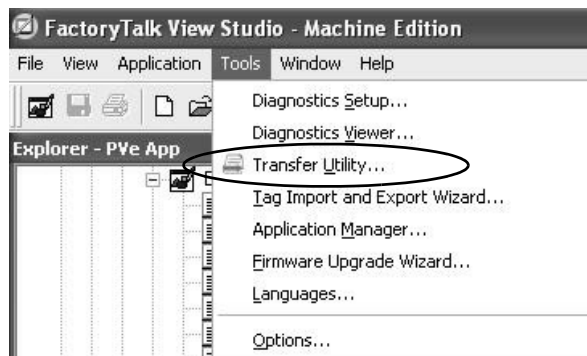 FactoryTalk View Studio - Machine Edition
File View Application Tools Window Help
Diagnostics Setup...
Diagnostics Viewer...
Explorer - PVe App
Transfer Utility...
Tag Import and Export Wizard...
Application Manager...
Firmware Upgrade Wizard...
Languages...
Options...